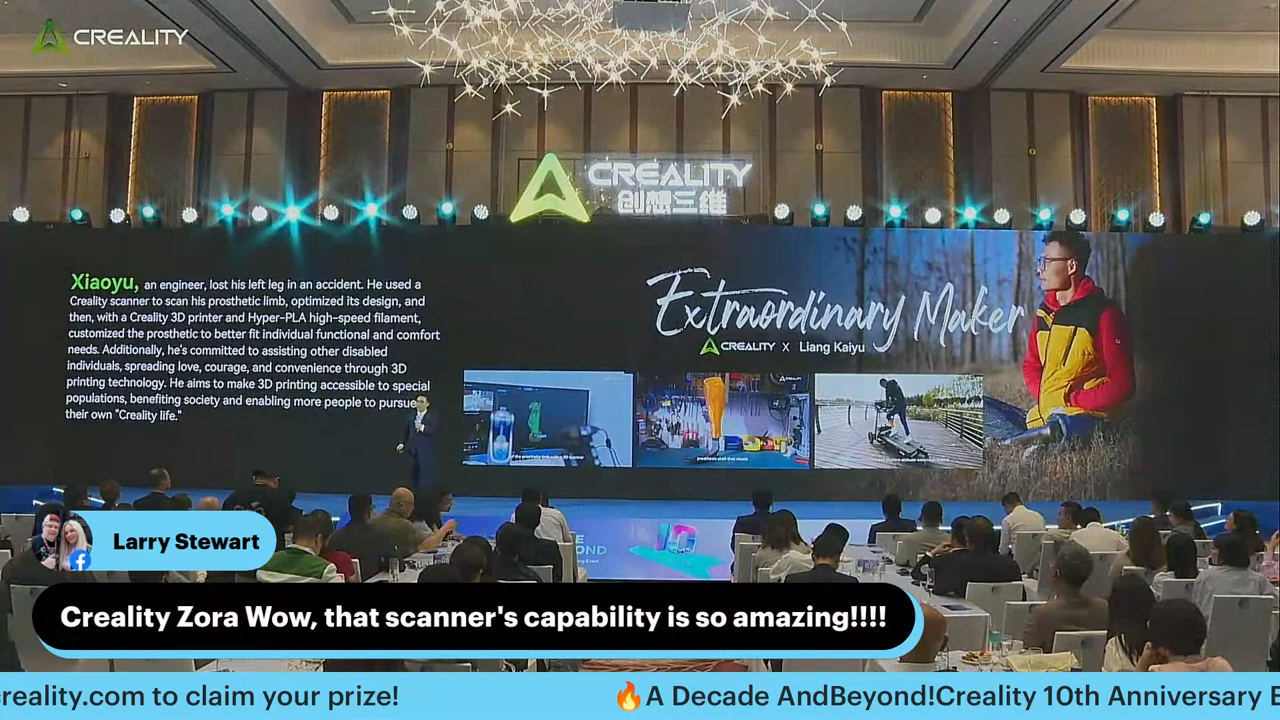 CREALITY
CREALITY
创想三维
Xiaoyu, an engineer, lost his left leg in an accident. He used a
Creality scanner to scan his prosthetic limb, optimized its design, and
then, with a Creality 3D printer and Hyper-PLA high-speed filament,
customized the prosthetic to better fit individual functional and comfort
needs. Additionally, he's committed to assisting other disabled
individuals, spreading love, courage, and convenience through 3D
printing technology. He aims to make 3D printing accessible to special
populations, benefiting society and enabling more people to pursue
their own "Creality life."
Extraordinary Maker
CREALITY X Liang Kaiyu
Larry Stewart
Creality Zora Wow, that scanner's capability is so amazing!!!!
creality.com to claim your prize!
🔥A Decade AndBeyond!Creality 10th Anniversary E